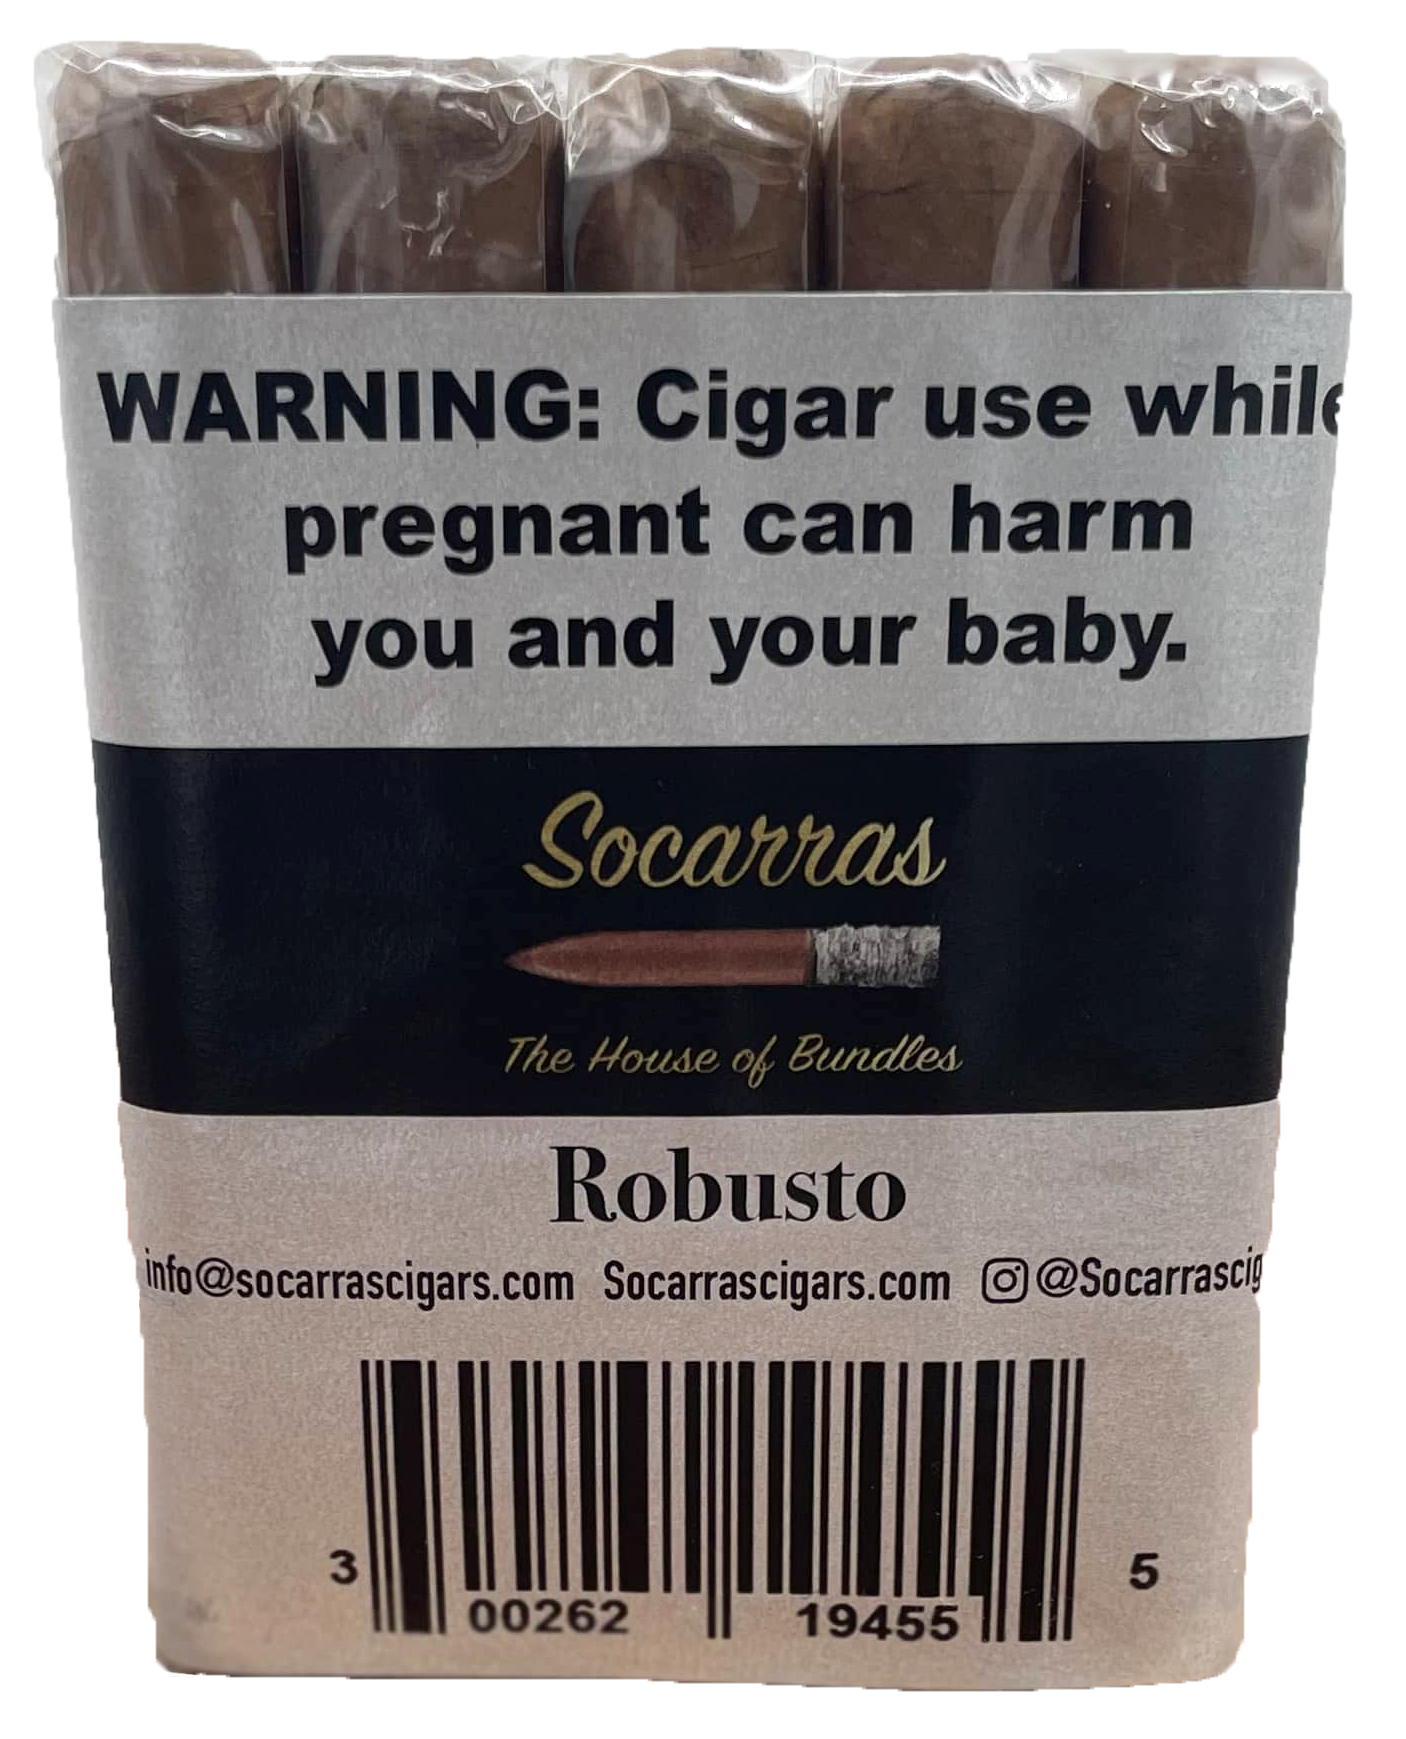 WARNING: Cigar use while
pregnant can harm
you and your baby.
Socarras
The House of Bundles
Robusto
info@socarrascigars.com Socarrascigars.com @Socarrascig
3 00262 19455 5